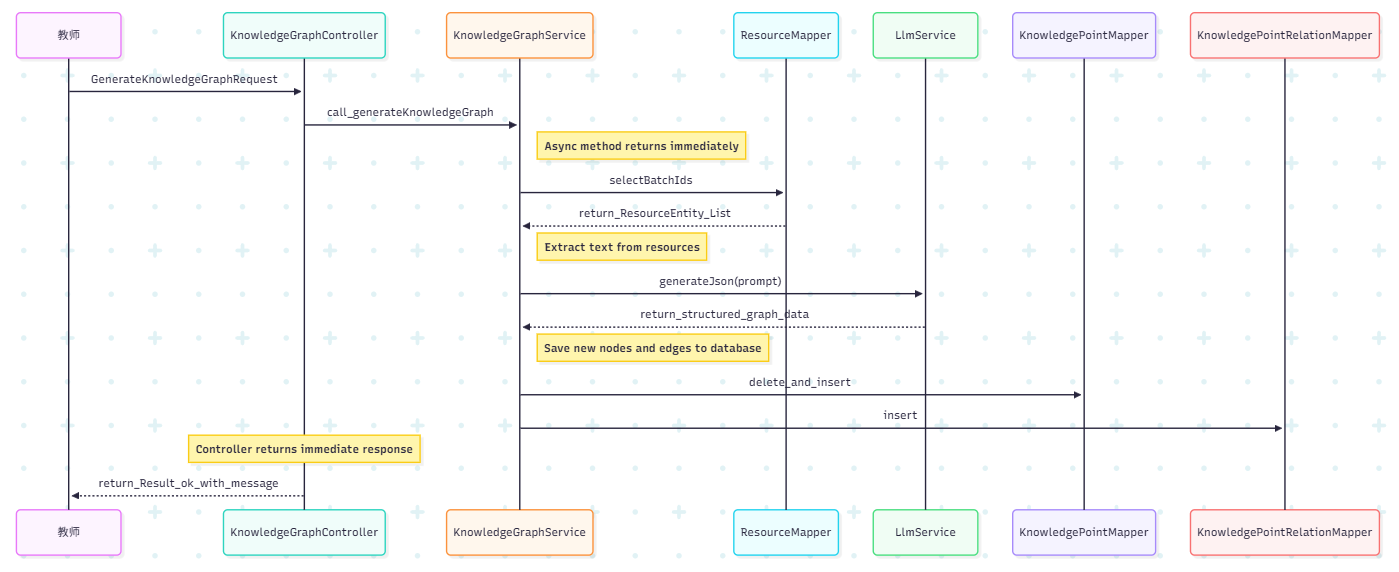 教师
KnowledgeGraphController
KnowledgeGraphService
ResourceMapper
LlmService
KnowledgePointMapper
KnowledgePointRelationMapper
GenerateKnowledgeGraphRequest
call_generateKnowledgeGraph
Async method returns immediately
selectBatchIds
return_ResourceEntity_List
Extract text from resources
generateJson(prompt)
return_structured_graph_data
Save new nodes and edges to database
delete_and_insert
insert
Controller returns immediate response
return_Result_ok_with_message
教师
KnowledgeGraphController
KnowledgeGraphService
ResourceMapper
LlmService
KnowledgePointMapper
KnowledgePointRelationMapper